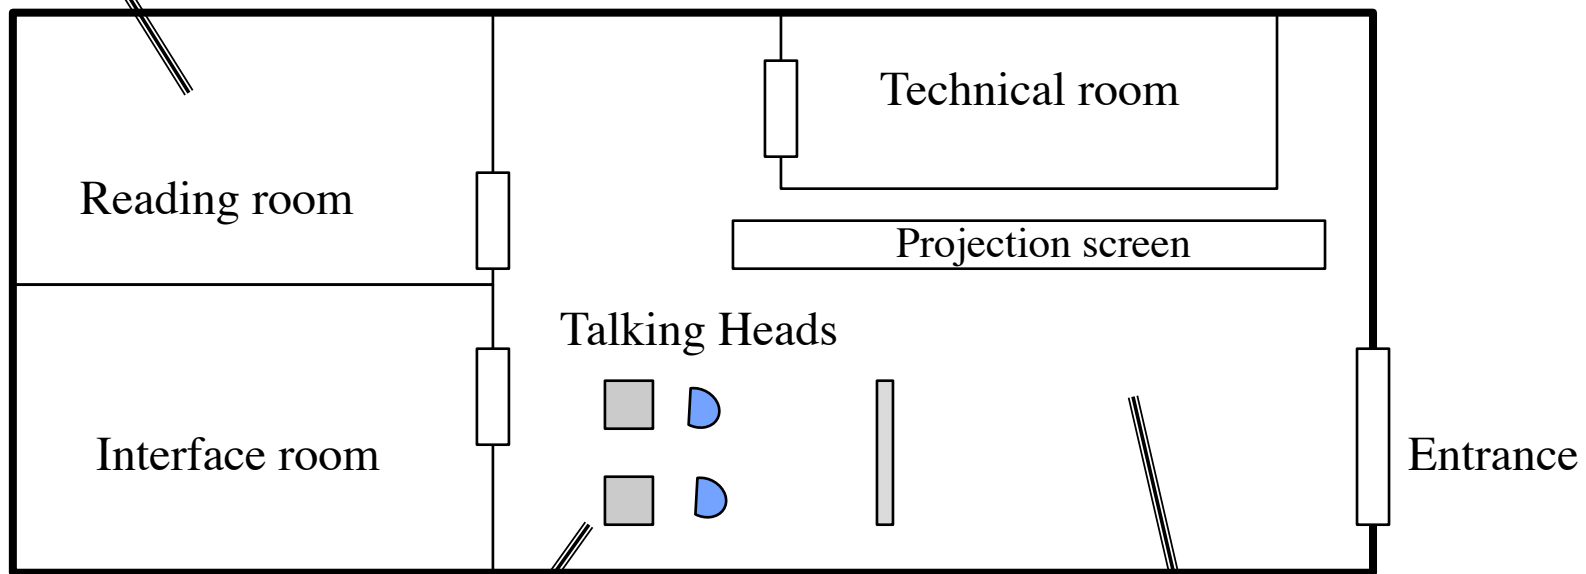 Technical room
Reading room
Projection screen
Talking Heads
Interface room
Entrance